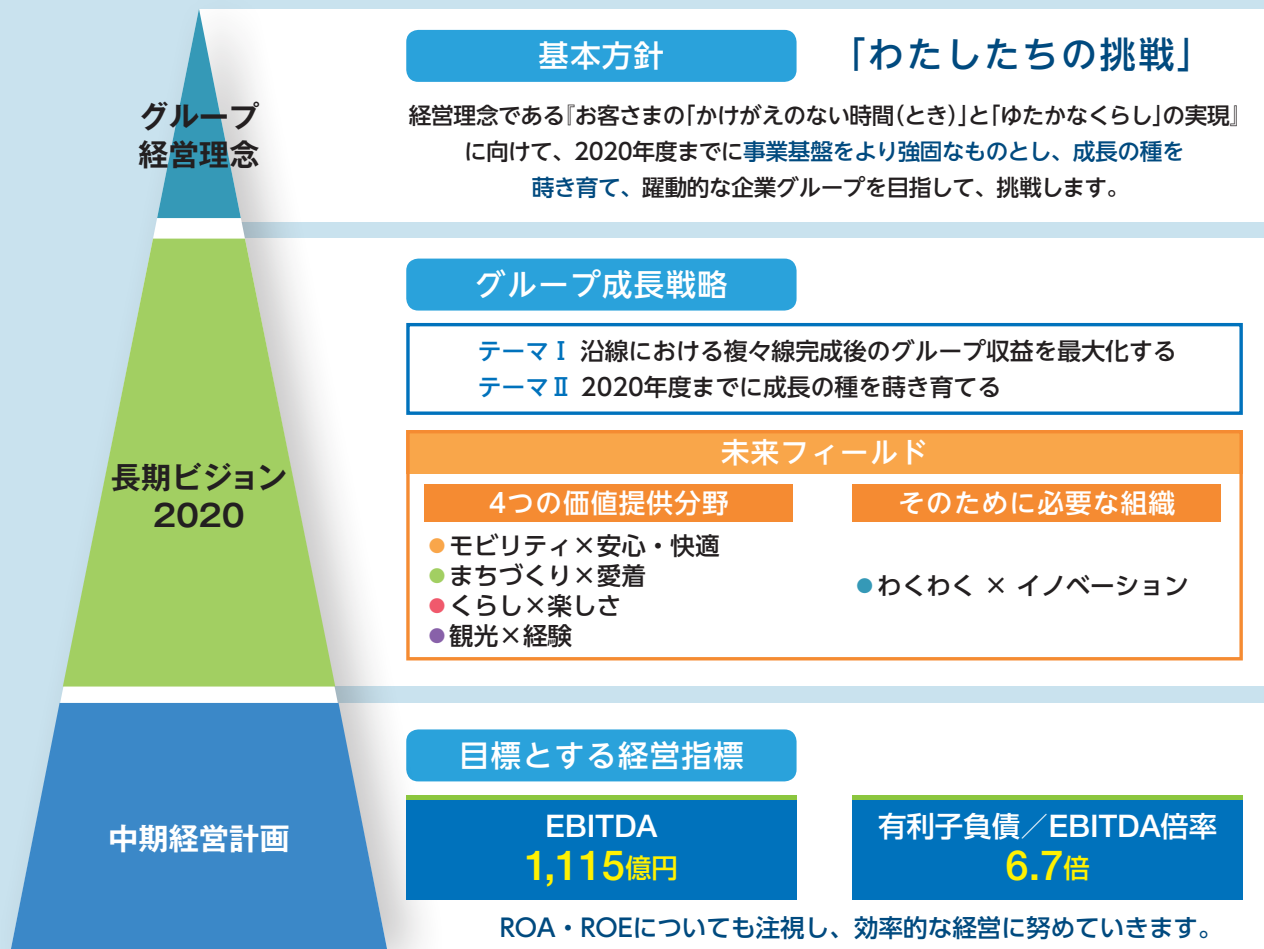 グループ
経営理念
基本方針
「わたしたちの挑戦」
経営理念である『お客さまの「かけがえのない時間(とき)」と「ゆたかなくらし」の実現』
に向けて、2020年度までに事業基盤をより強固なものとし、成長の種を
蒔き育て、躍動的な企業グループを目指して、挑戦します。
長期ビジョン
2020
グループ成長戦略
テーマⅠ 沿線における複々線完成後のグループ収益を最大化する
テーマⅡ 2020年度までに成長の種を蒔き育てる
未来フィールド
4つの価値提供分野
●モビリティ×安心・快適
●まちづくり×愛着
●くらし×楽しさ
●観光×経験
そのために必要な組織
●わくわく × イノベーション
中期経営計画
目標とする経営指標
EBITDA
1,115億円
有利子負債／EBITDA倍率
6.7倍
ROA・ROEについても注視し、効率的な経営に努めていきます。